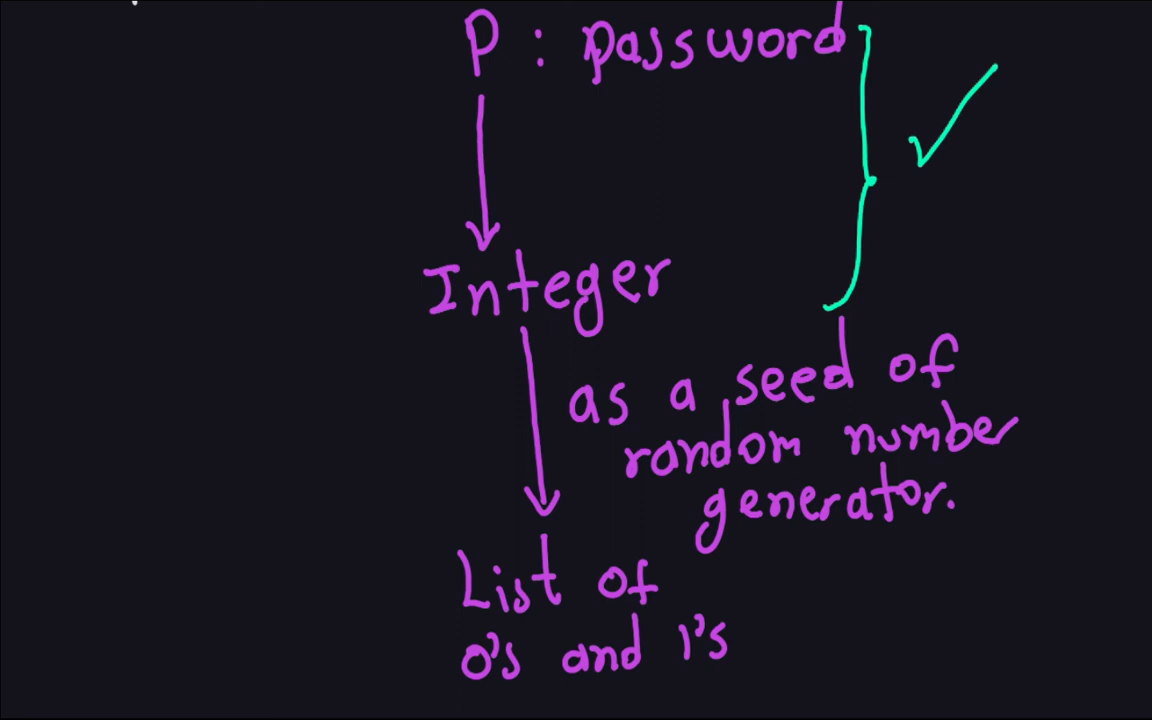 P : password
Integer
as a seed of
random number
generator.
List of
0's and 1's